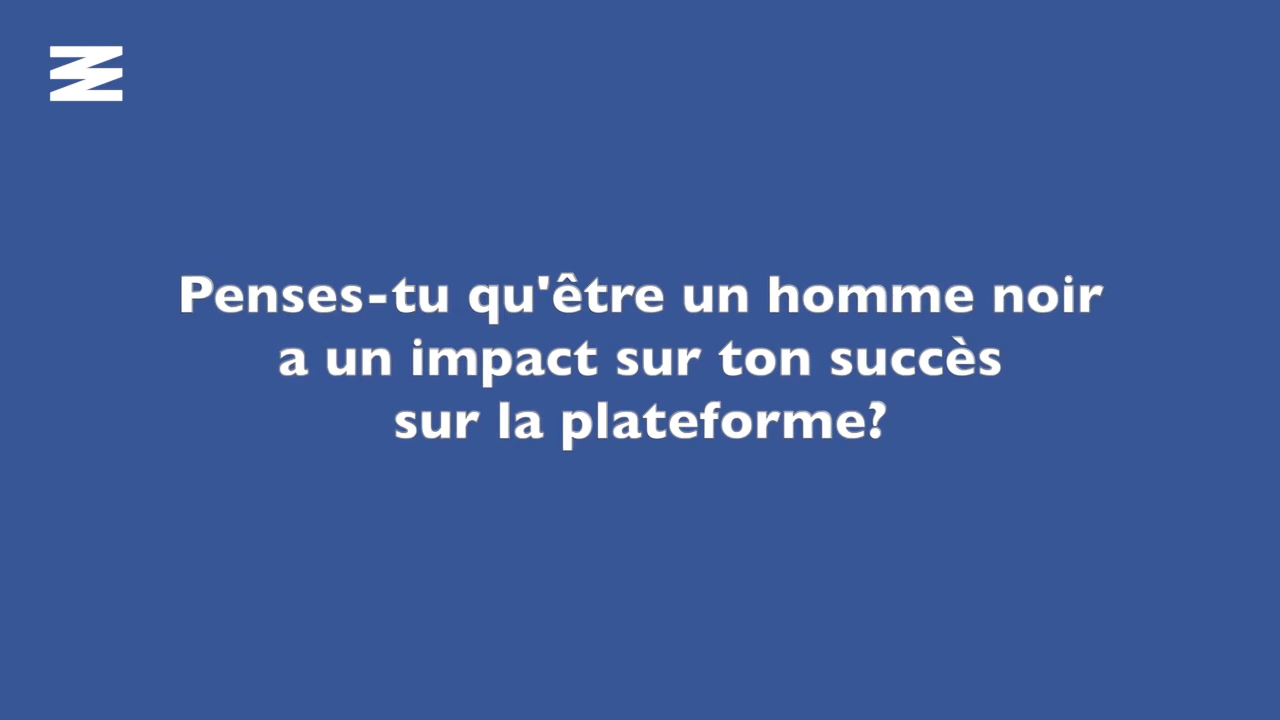 Penses-tu qu'être un homme noir
a un impact sur ton succès
sur la plateforme?